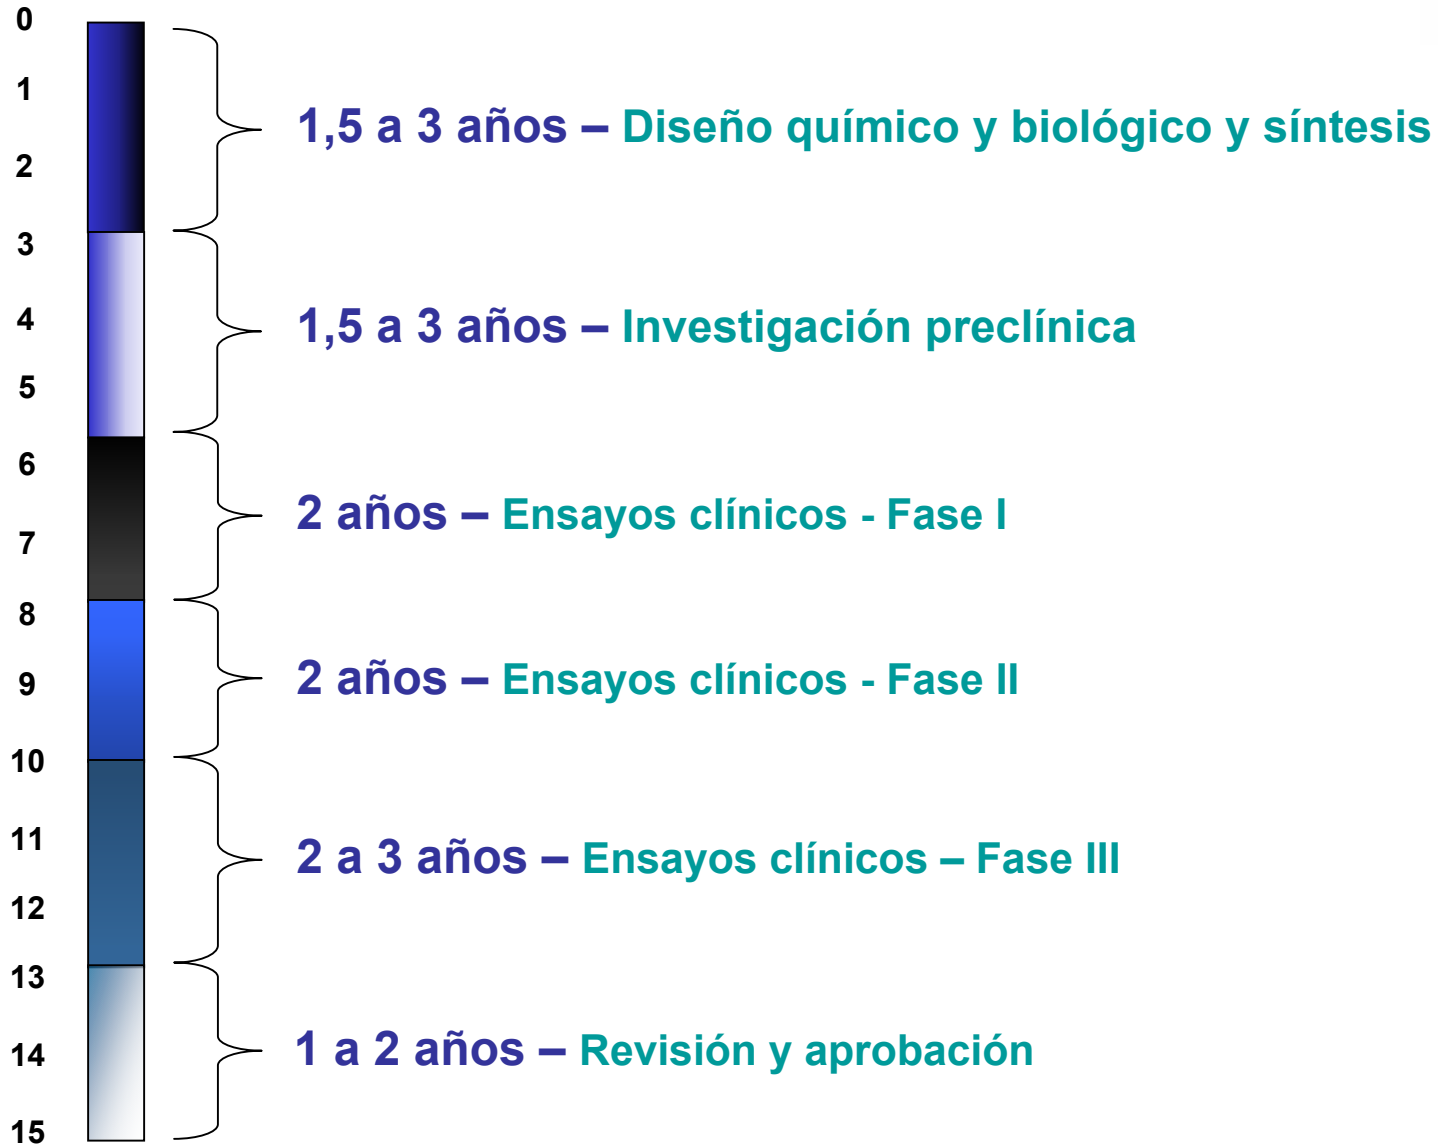 0
1
1,5 a 3 años – Diseño químico y biológico y síntesis
2
3
4
1,5 a 3 años – Investigación preclínica
5
6
2 años – Ensayos clínicos - Fase I
7
8
9
2 años – Ensayos clínicos - Fase II
10
11
2 a 3 años – Ensayos clínicos – Fase III
12
13
14
1 a 2 años – Revisión y aprobación
15